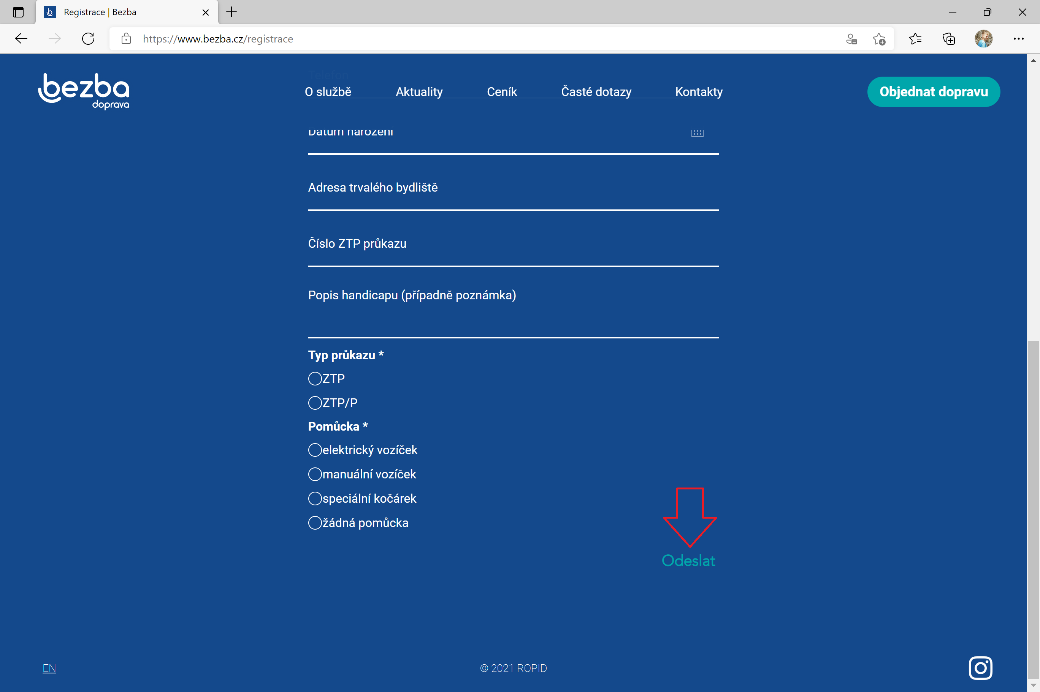 Registrace | Bezba
https://www.bezba.cz/registrace
bezba
doprava
O službě
Aktuality
Ceník
Časté dotazy
Kontakty
Objednat dopravu
Datum narození
Adresa trvalého bydliště
Číslo ZTP průkazu
Popis handicapu (případně poznámka)
Typ průkazu *
ZTP
ZTP/P
Pomůcka *
elektrický vozíček
manuální vozíček
speciální kočárek
žádná pomůcka
Odeslat
EN
© 2021 ROPID